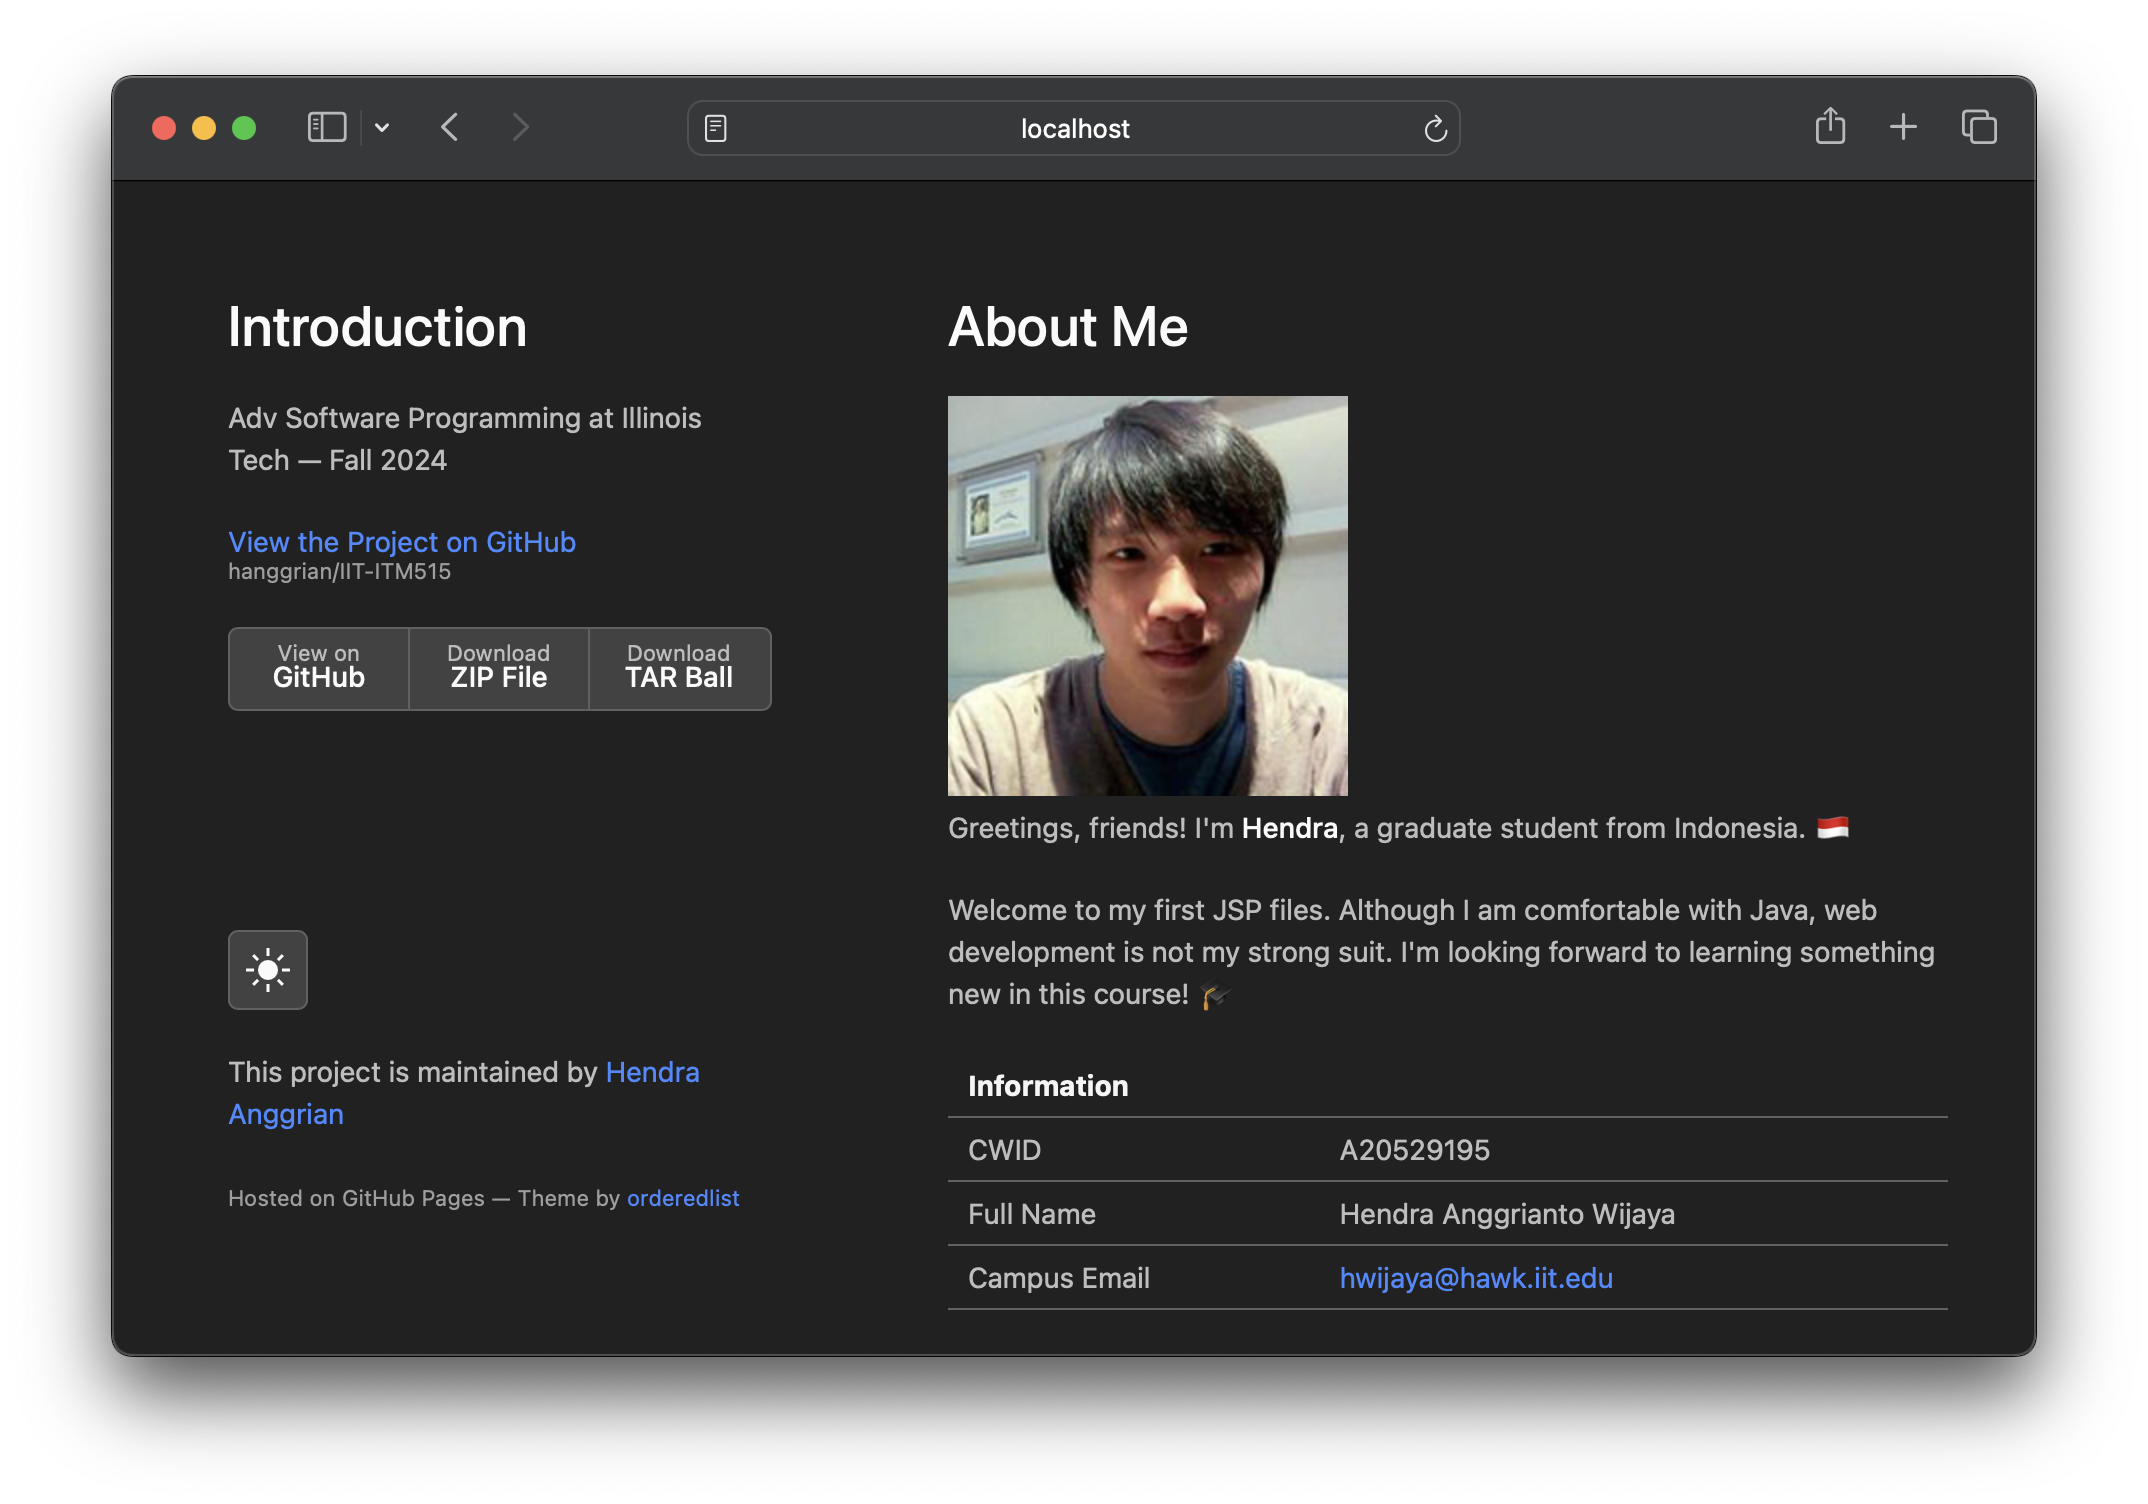 localhost
Introduction
Adv Software Programming at Illinois
Tech — Fall 2024
View the Project on GitHub
hanggrian/IIT-ITM515
View on
GitHub
Download
ZIP File
Download
TAR Ball
This project is maintained by Hendra
Anggrian
Hosted on GitHub Pages — Theme by orderedlist
About Me
Greetings, friends! I'm Hendra, a graduate student from Indonesia. 🇮🇩
Welcome to my first JSP files. Although I am comfortable with Java, web
development is not my strong suit. I'm looking forward to learning something
new in this course! 🎓
Information
CWID A20529195
Full Name Hendra Anggrianto Wijaya
Campus Email hwijaya@hawk.iit.edu